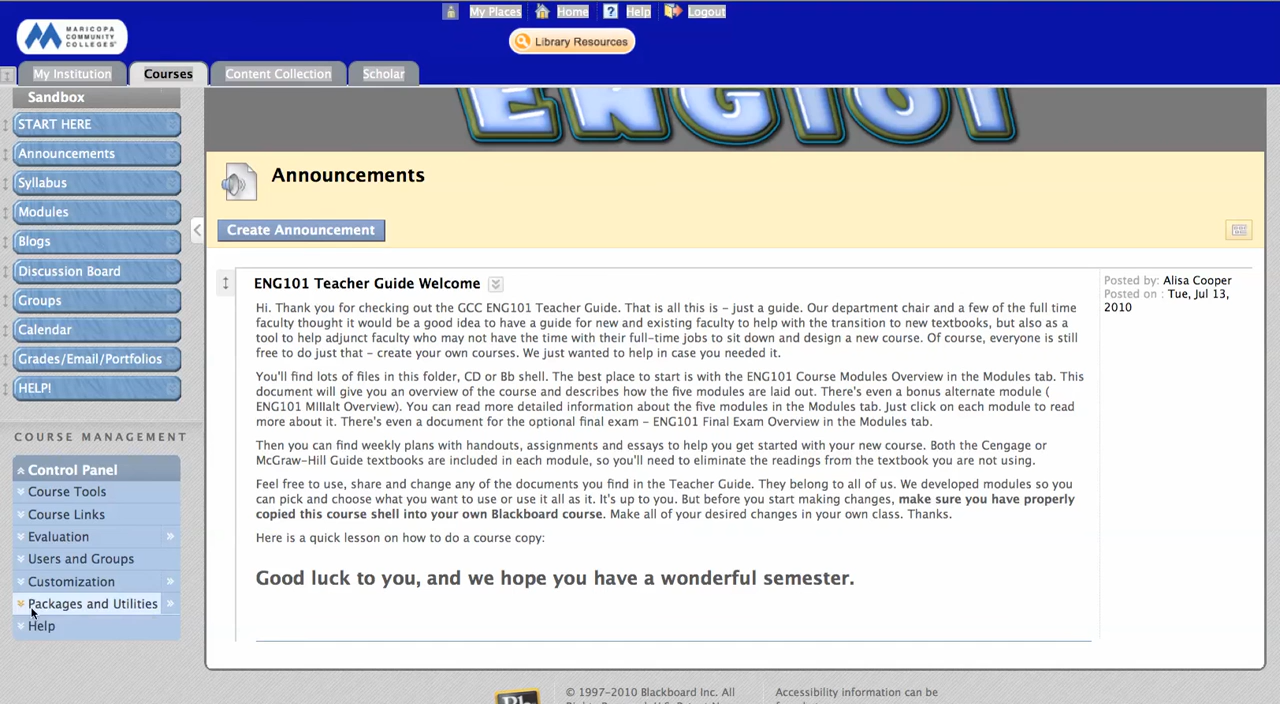 My Places Home Help Logout
MARICOPA
COMMUNITY
COLLEGES
Library Resources
My Institution Courses Content Collection Scholar
Sandbox
START HERE
Announcements
Syllabus
Modules
Blogs
Discussion Board
Groups
Calendar
Grades/Email/Portfolios
HELP!
COURSE MANAGEMENT
Control Panel
Course Tools
Course Links
Evaluation
Users and Groups
Customization
Packages and Utilities
Help
ENG101
Announcements
Create Announcement
ENG101 Teacher Guide Welcome
Hi. Thank you for checking out the GCC ENG101 Teacher Guide. That is all this is - just a guide. Our department chair and a few of the full time
faculty thought it would be a good idea to have a guide for new and existing faculty to help with the transition to new textbooks, but also as a
tool to help adjunct faculty who may not have the time with their full-time jobs to sit down and design a new course. Of course, everyone is still
free to do just that - create your own courses. We just wanted to help in case you needed it.
You'll find lots of files in this folder, CD or Bb shell. The best place to start is with the ENG101 Course Modules Overview in the Modules tab. This
document will give you an overview of the course and describes how the five modules are laid out. There's even a bonus alternate module (
ENG101 MIIIalt Overview). You can read more detailed information about the five modules in the Modules tab. Just click on each module to read
more about it. There's even a document for the optional final exam - ENG101 Final Exam Overview in the Modules tab.
Then you can find weekly plans with handouts, assignments and essays to help you get started with your new course. Both the Cengage or
McGraw-Hill Guide textbooks are included in each module, so you'll need to eliminate the readings from the textbook you are not using.
Feel free to use, share and change any of the documents you find in the Teacher Guide. They belong to all of us. We developed modules so you
can pick and choose what you want to use or use it all as it. It's up to you. But before you start making changes, make sure you have properly
copied this course shell into your own Blackboard course. Make all of your desired changes in your own class. Thanks.
Here is a quick lesson on how to do a course copy:
Good luck to you, and we hope you have a wonderful semester.
Posted by: Alisa Cooper
Posted on : Tue, Jul 13,
2010
© 1997-2010 Blackboard Inc. All
Accessibility information can be